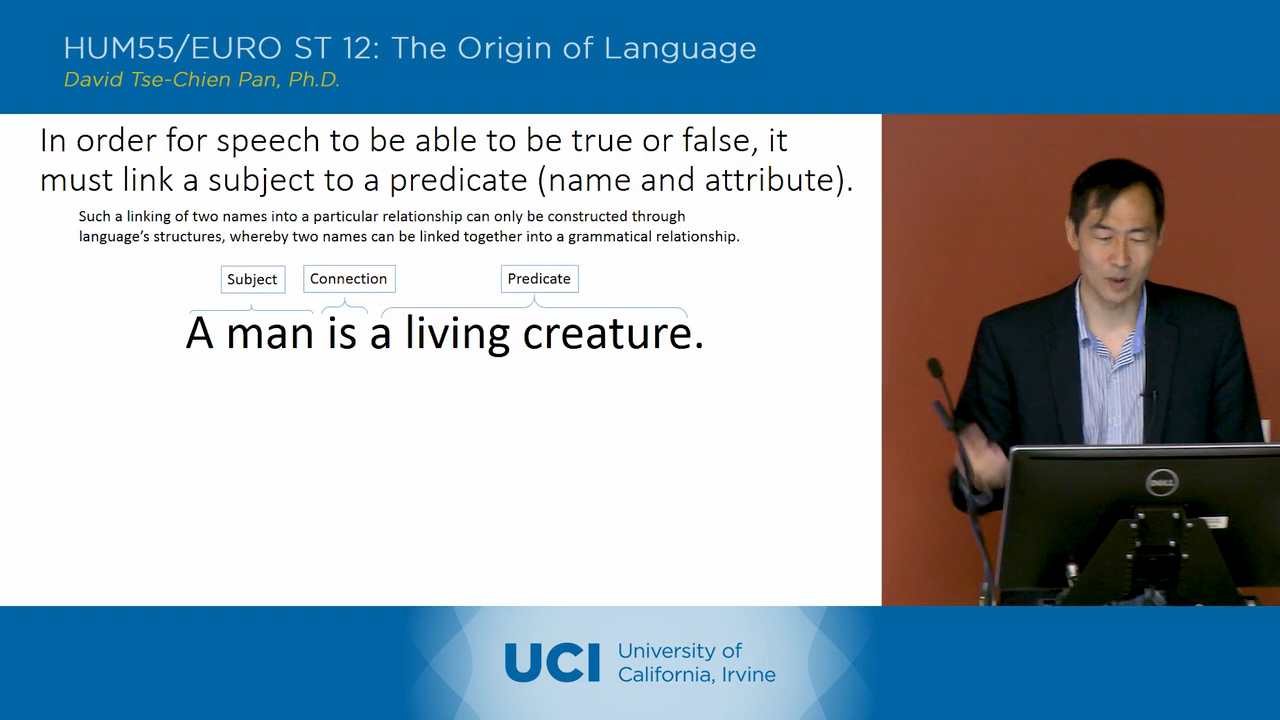 HUM55/EURO ST 12: The Origin of Language
David Tse-Chien Pan, Ph.D.
In order for speech to be able to be true or false, it
must link a subject to a predicate (name and attribute).
Such a linking of two names into a particular relationship can only be constructed through
language's structures, whereby two names can be linked together into a grammatical relationship.
Subject
Connection
Predicate
A man is a living creature.
DELL
UCI
University of
California, Irvine